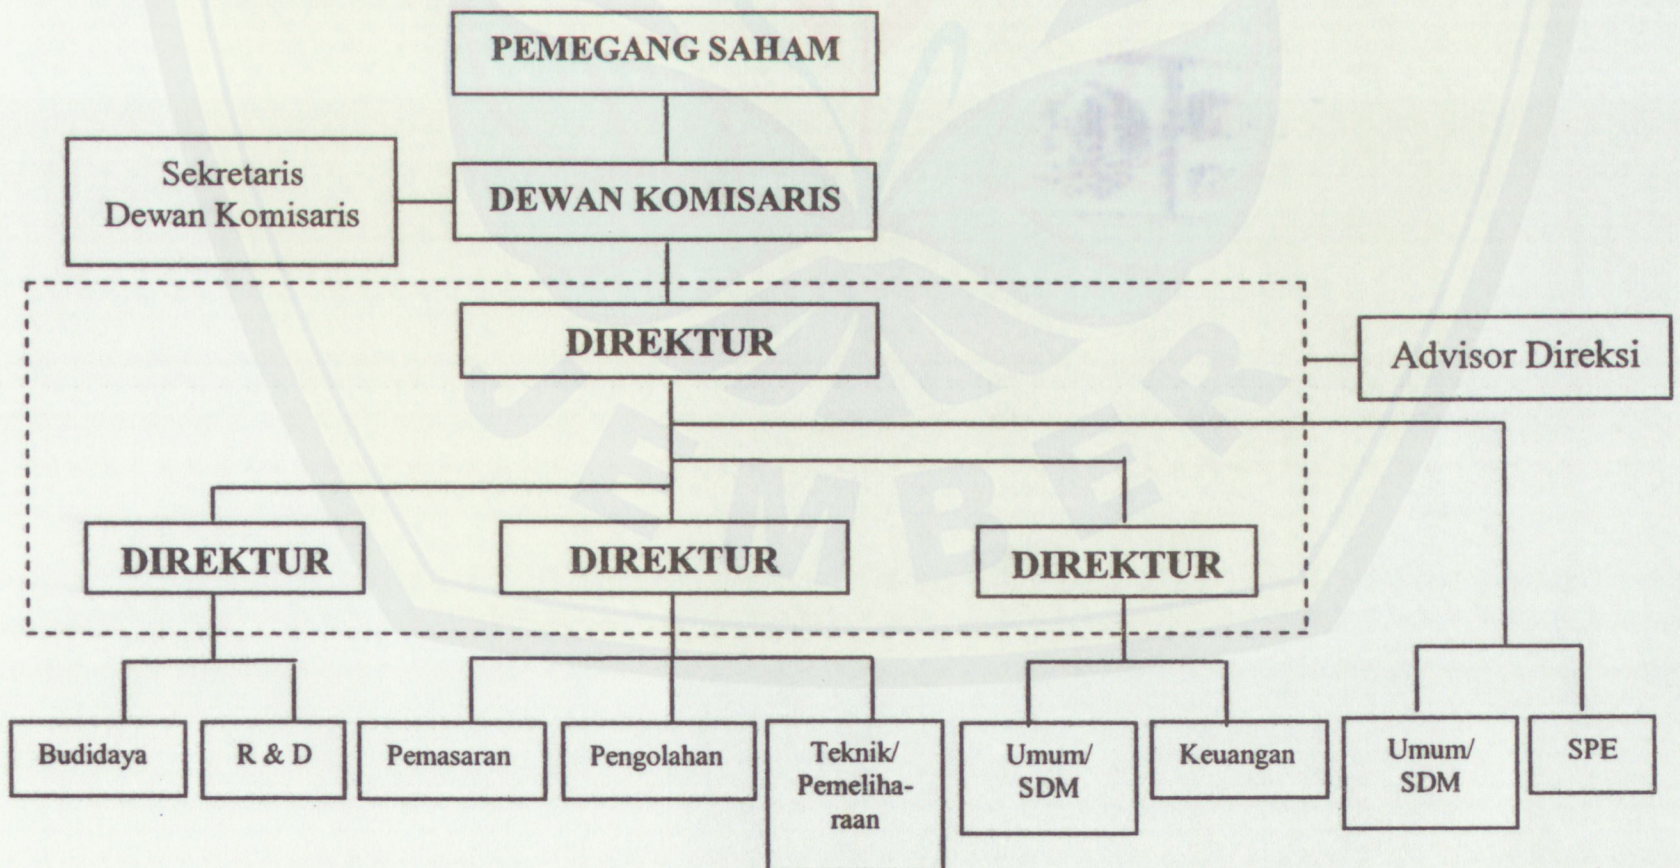 PEMEGANG SAHAM
Sekretaris
Dewan Komisaris
DEWAN KOMISARIS
DIREKTUR
Advisor Direksi
DIREKTUR
DIREKTUR
DIREKTUR
Budidaya
R & D
Pemasaran
Pengolahan
Teknik/
Pemeliha-
raan
Umum/
SDM
Keuangan
Umum/
SDM
SPE
JEMBER